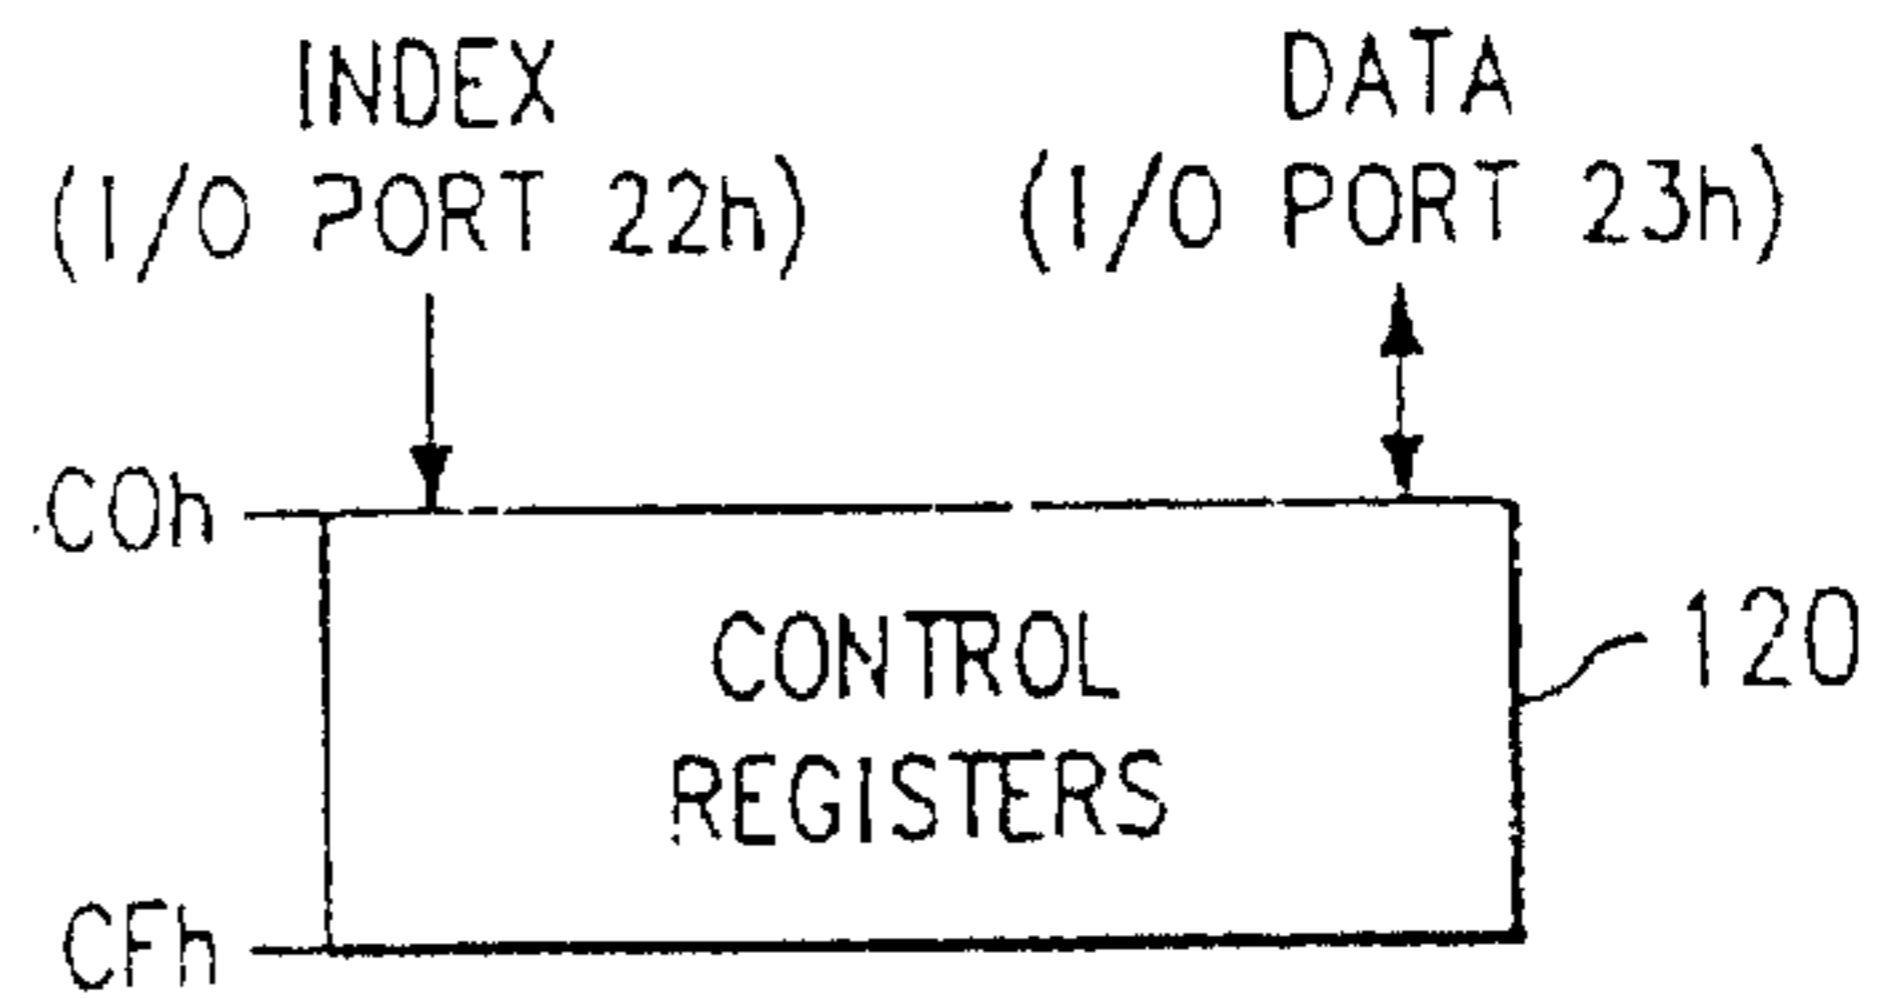 INDEX
(I/O PORT 22h)
DATA
(I/O PORT 23h)
C0h
CONTROL
REGISTERS
120
CFh